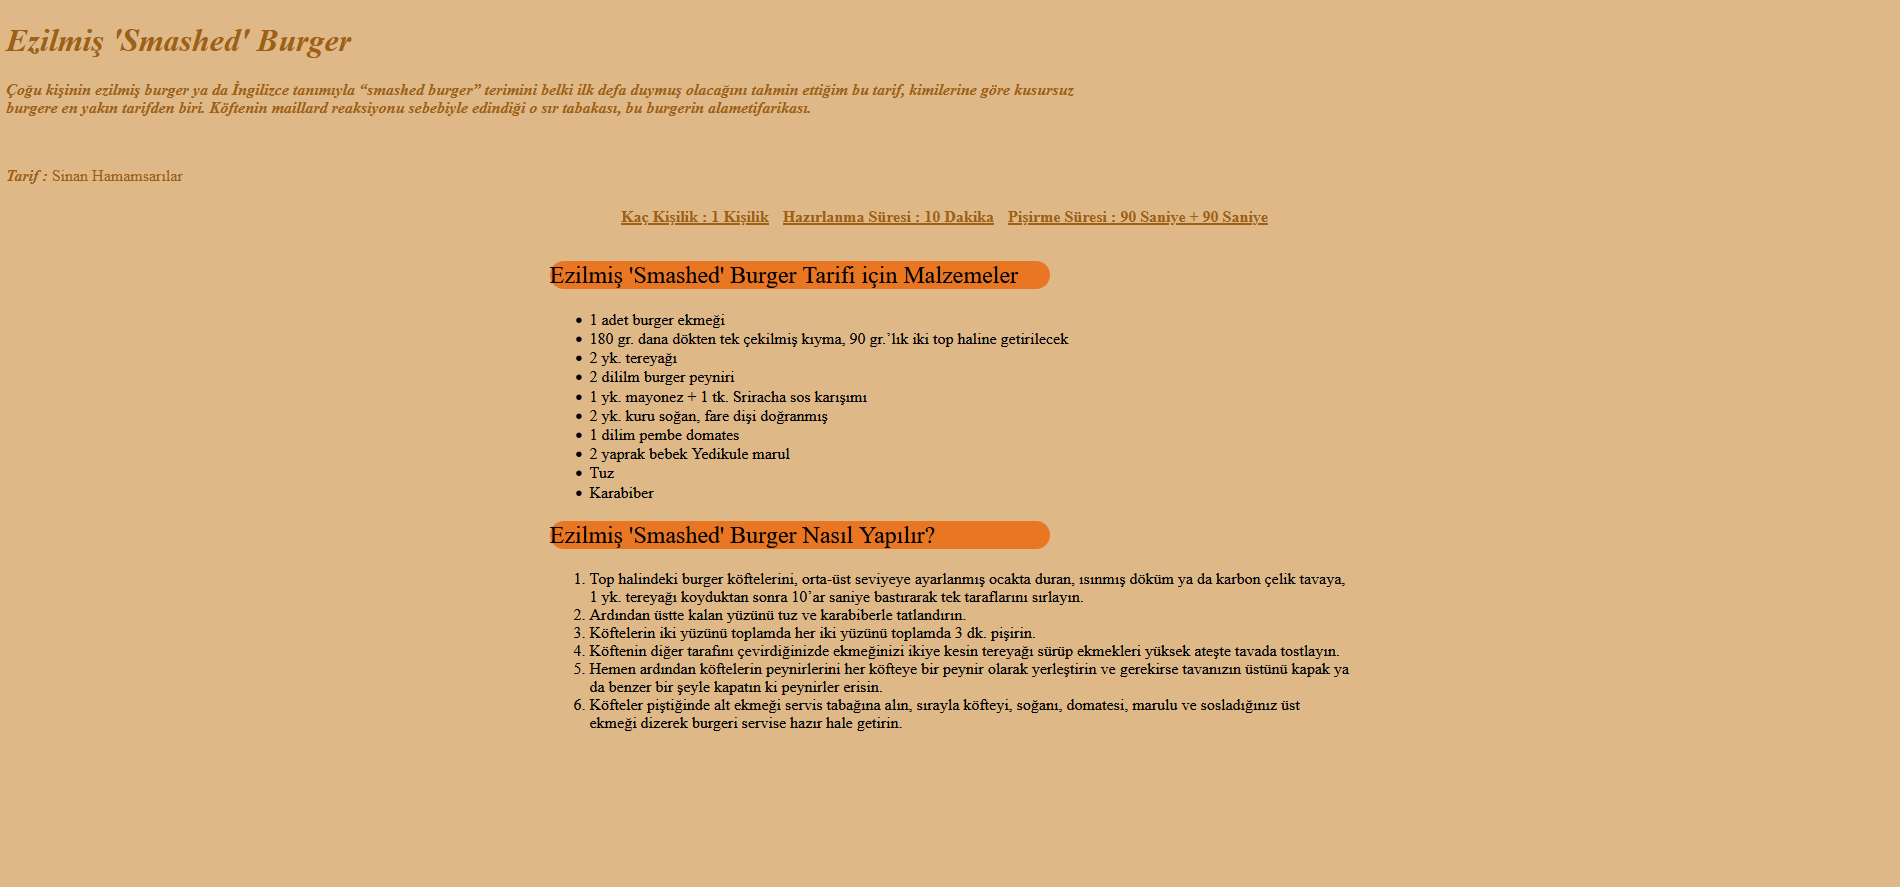 Ezilmiş 'Smashed' Burger
Çoğu kişinin ezilmiş burger ya da İngilizce tanımıyla “smashed burger” terimini belki ilk defa duymuş olacağını tahmin ettiğim bu tarif, kimilerine göre kusursuz
burgere en yakın tarifden biri. Köftenin maillard reaksiyonu sebebiyle edindiği o sır tabakası, bu burgerin alametifarikası.
Tarif : Sinan Hamamsarılar
Kaç Kişilik : 1 Kişilik Hazırlanma Süresi : 10 Dakika Pişirme Süresi : 90 Saniye + 90 Saniye
Ezilmiş 'Smashed' Burger Tarifi için Malzemeler
• 1 adet burger ekmeği
• 180 gr. dana dökten tek çekilmiş kıyma, 90 gr.’lık iki top haline getirilecek
• 2 yk. tereyağı
• 2 dililm burger peyniri
• 1 yk. mayonez + 1 tk. Sriracha sos karışımı
• 2 yk. kuru soğan, fare dişi doğranmış
• 1 dilim pembe domates
• 2 yaprak bebek Yedikule marul
• Tuz
• Karabiber
Ezilmiş 'Smashed' Burger Nasıl Yapılır?
1. Top halindeki burger köftelerini, orta-üst seviyeye ayarlanmış ocakta duran, ısınmış döküm ya da karbon çelik tavaya,
1 yk. tereyağı koyduktan sonra 10’ar saniye bastırarak tek taraflarını sırlayın.
2. Ardından üstte kalan yüzünü tuz ve karabiberle tatlandırın.
3. Köftelerin iki yüzünü toplamda her iki yüzünü toplamda 3 dk. pişirin.
4. Köftenin diğer tarafını çevirdiğinizde ekmeğinizi ikiye kesin tereyağı sürüp ekmekleri yüksek ateşte tavada tostlayın.
5. Hemen ardından köftelerin peynirlerini her köfteye bir peynir olarak yerleştirin ve gerekirse tavanızın üstünü kapak ya
da benzer bir şeyle kapatın ki peynirler erisin.
6. Köfteler piştiğinde alt ekmeği servis tabağına alın, sırayla köfteyi, soğanı, domatesi, marulu ve sosladığınız üst
ekmeği dizerek burgeri servise hazır hale getirin.